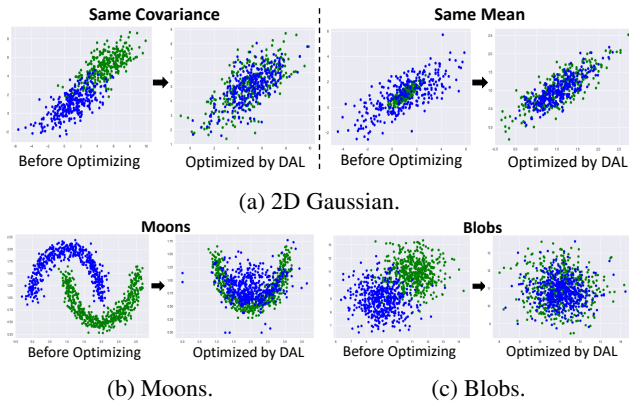 Same Covariance
Same Mean
Before Optimizing
Optimized by DAL
Before Optimizing
Optimized by DAL
(a) 2D Gaussian.
Moons
Blobs
Before Optimizing
Optimized by DAL
Before Optimizing
Optimized by DAL
(b) Moons.
(c) Blobs.